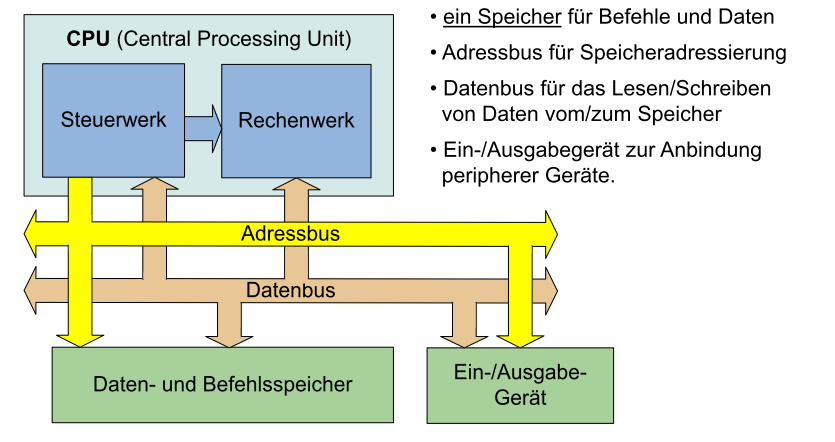 CPU (Central Processing Unit)
Steuerwerk
Rechenwerk
Adressbus
Datenbus
Daten- und Befehlsspeicher
Ein-/Ausgabe-
Gerät
• ein Speicher für Befehle und Daten
• Adressbus für Speicheradressierung
• Datenbus für das Lesen/Schreiben
von Daten vom/zum Speicher
• Ein-/Ausgabegerät zur Anbindung
peripherer Geräte.